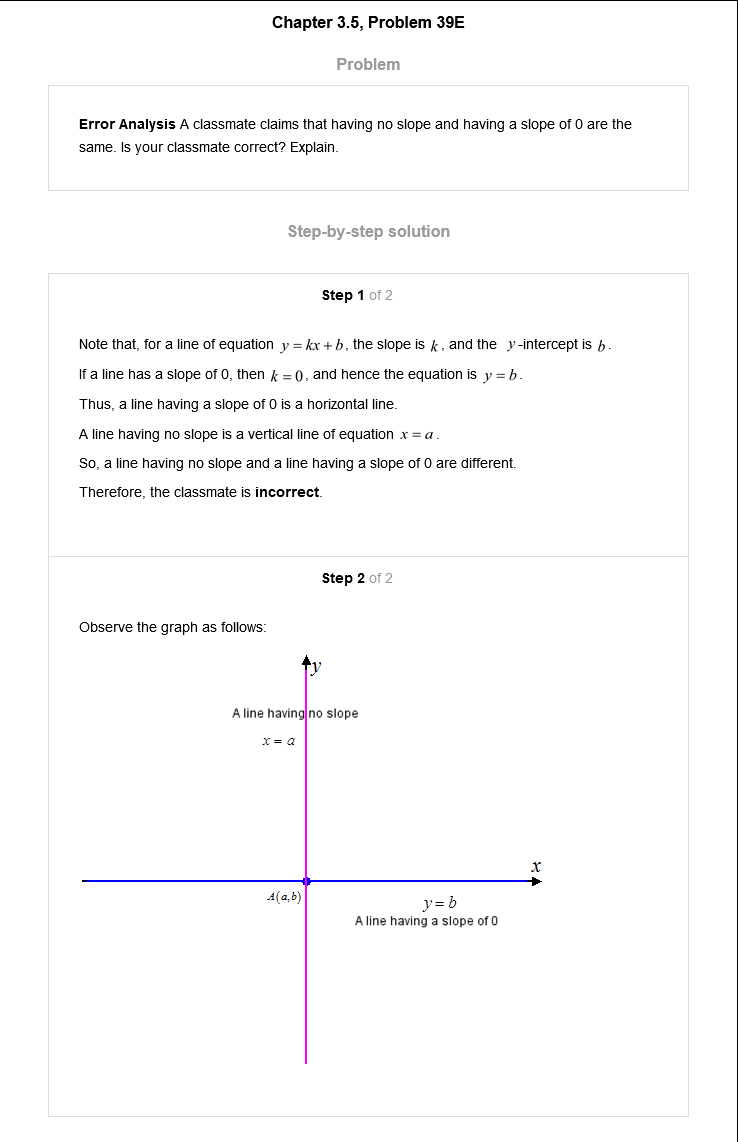 Chapter 3.5, Problem 39E
Problem
Error Analysis A classmate claims that having no slope and having a slope of 0 are the
same. Is your classmate correct? Explain.
Step-by-step solution
Step 1 of 2
Note that, for a line of equation y = kx + b, the slope is k, and the y-intercept is b.
If a line has a slope of 0, then k = 0, and hence the equation is y = b.
Thus, a line having a slope of 0 is a horizontal line.
A line having no slope is a vertical line of equation x = a.
So, a line having no slope and a line having a slope of 0 are different.
Therefore, the classmate is incorrect.
Step 2 of 2
Observe the graph as follows:
y
A line having no slope
x = a
x
A(a,b)
y = b
A line having a slope of 0